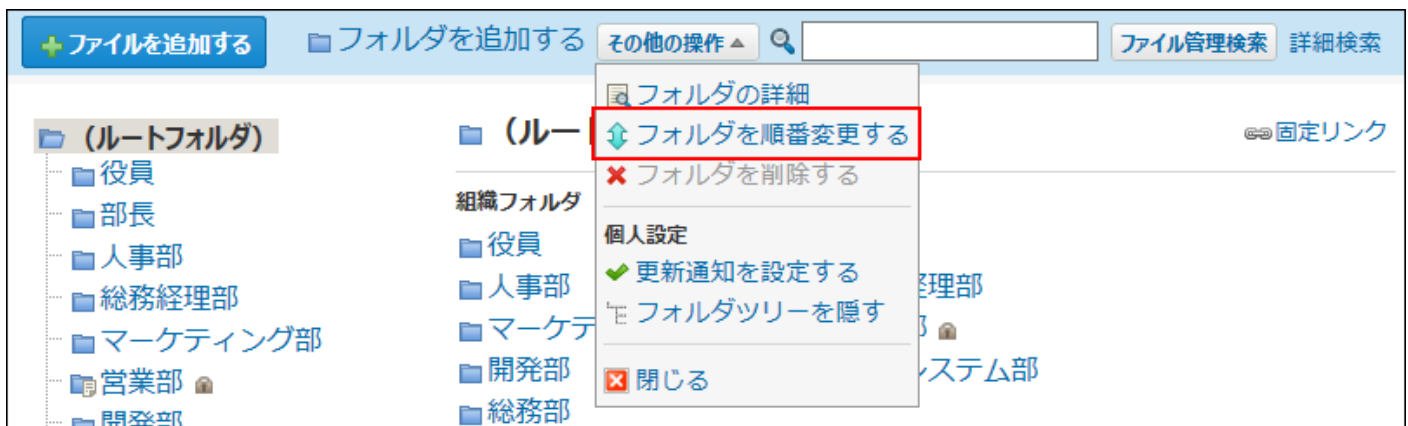 ファイルを追加する フォルダを追加する その他の操作▲ ファイル管理検索 詳細検索
フォルダの詳細
フォルダを順番変更する
フォルダを削除する
個人設定
更新通知を設定する
フォルダツリーを隠す
閉じる
(ルートフォルダ)
役員
部長
人事部
総務経理部
マーケティング部
営業部
開発部
(ルート
固定リンク
組織フォルダ
役員
人事部
経理部
マーケテ
部
開発部
システム部
総務部